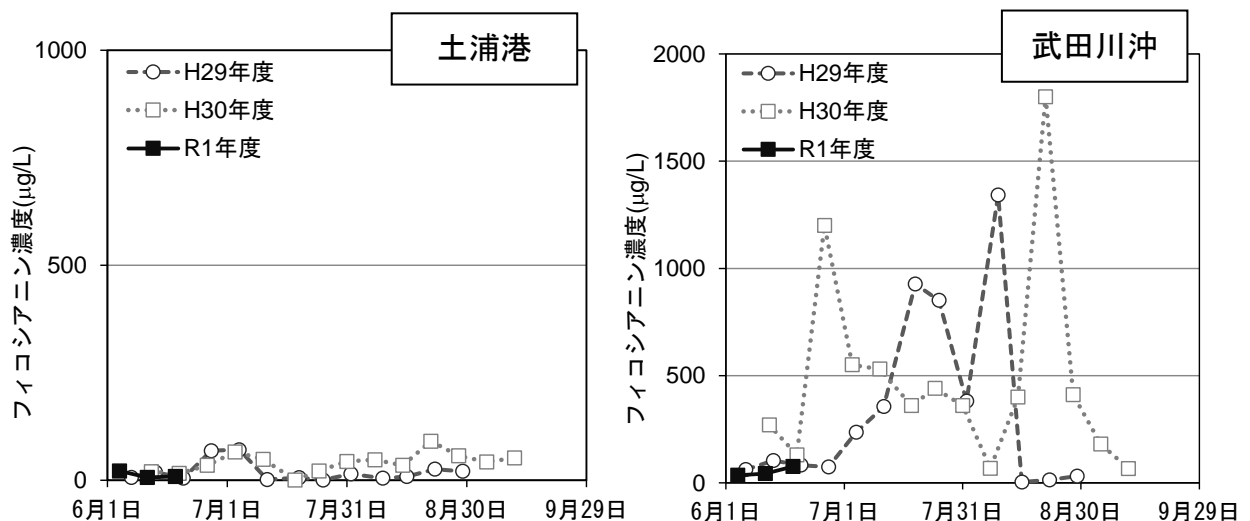 土浦港
フィコシアニン濃度(μg/L)
1000
500
0
H29年度
H30年度
R1年度
6月1日 7月1日 7月31日 8月30日 9月29日
武田川沖
フィコシアニン濃度(μg/L)
2000
1500
1000
500
0
H29年度
H30年度
R1年度
6月1日 7月1日 7月31日 8月30日 9月29日